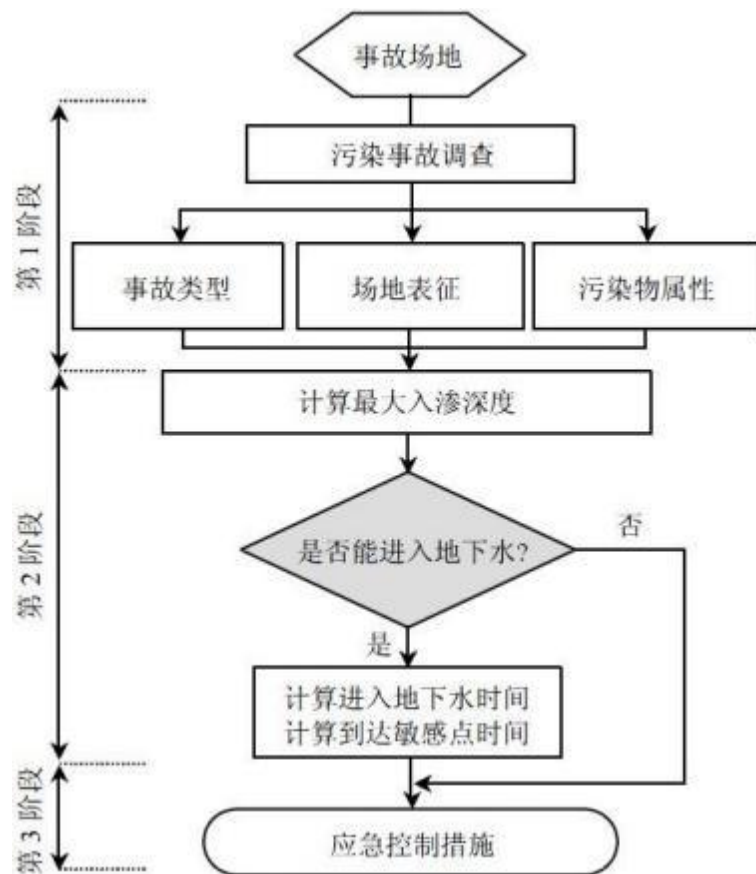 事故场地
第1阶段
污染事故调查
事故类型
场地表征
污染物属性
第2阶段
计算最大入渗深度
是否能进入地下水?
否
是
计算进入地下水时间
计算到达敏感点时间
第3阶段
应急控制措施